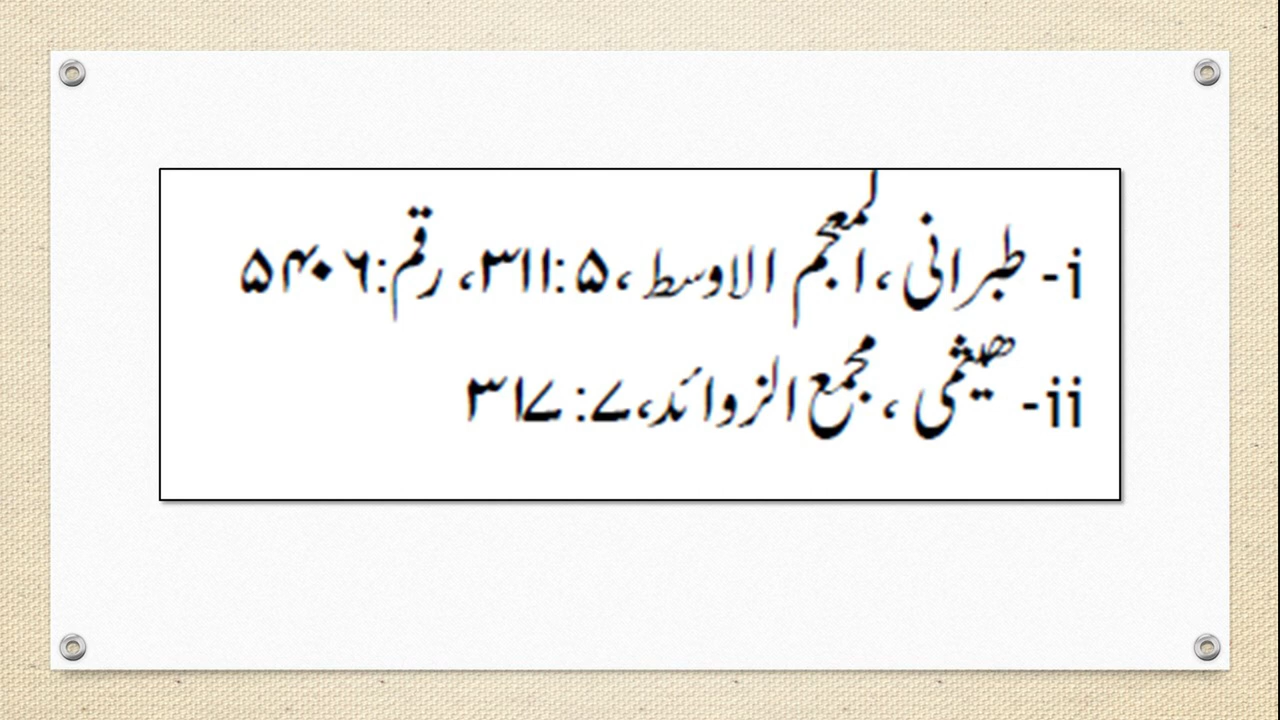 i- طبرانی ، المعجم الاوسط ، ۵:۳۱۱، رقم:۵۴۰۶
ii- ھیثمی ، مجمع الزوائد، ۷: ۳۱۷